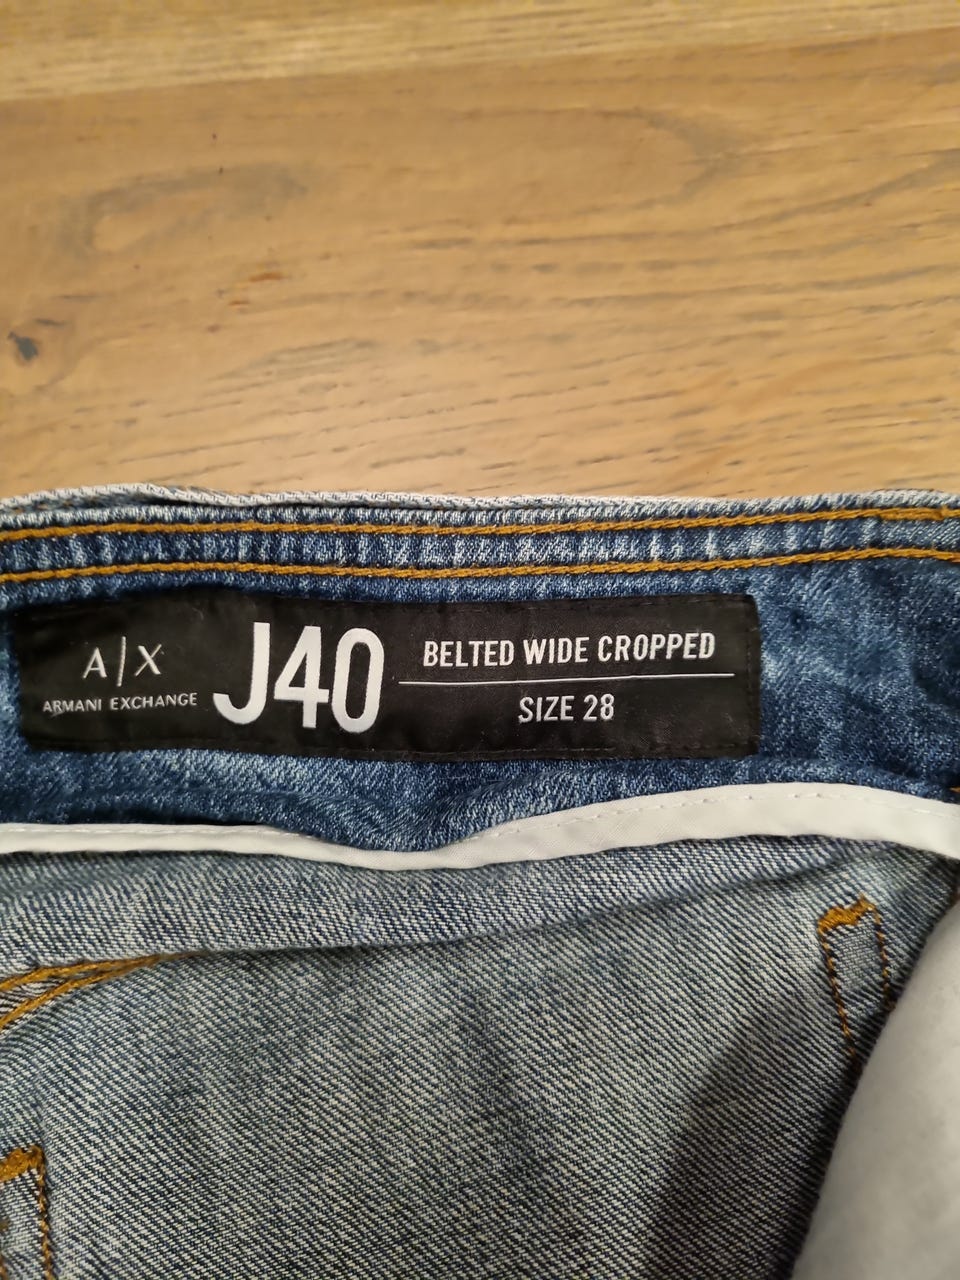 A|X
ARMANI EXCHANGE
J40
BELTED WIDE CROPPED
SIZE 28